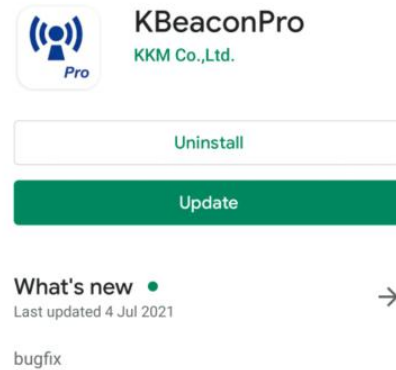 Pro
KBeaconPro
KKM Co.,Ltd.
Uninstall
Update
What's new
Last updated 4 Jul 2021
bugfix